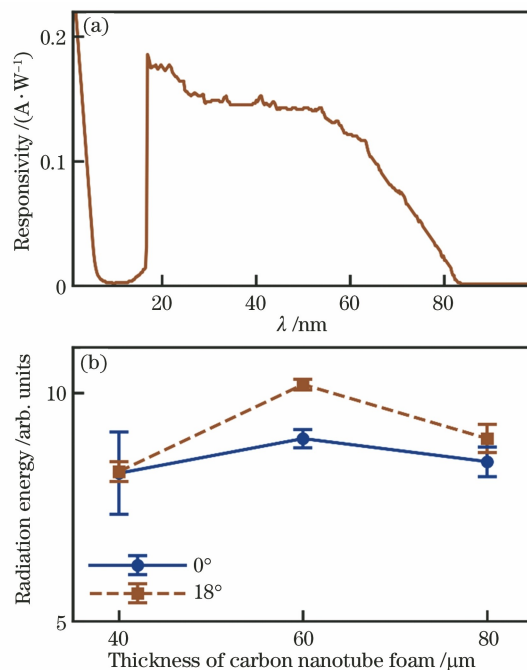 (a)
0.2
0.1
0
Responsivity /(A·W⁻¹)
20
40
60
80
λ /nm
(b)
10
5
Radiation energy /arb. units
0°
18°
40
60
80
Thickness of carbon nanotube foam /μm